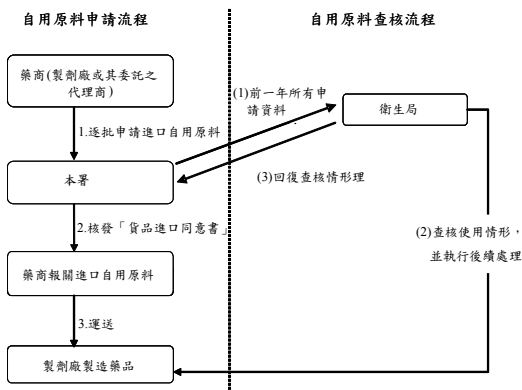 自用原料申請流程
自用原料查核流程
藥商(製劑廠或其委託之
代理商)
1.逐批申請進口自用原料
本署
2.核發「貨品進口同意書」
藥商報關進口自用原料
3.運送
製劑廠製造藥品
(1)前一年所有申
請資料
衛生局
(3)回復查核情形理
(2)查核使用情形，
並執行後續處理